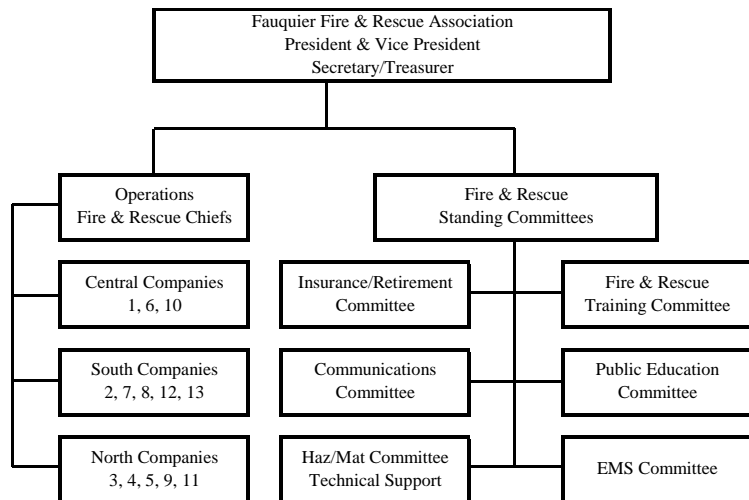 Fauquier Fire & Rescue Association
President & Vice President
Secretary/Treasurer
Operations
Fire & Rescue Chiefs
Fire & Rescue
Standing Committees
Central Companies
1, 6, 10
Insurance/Retirement
Committee
Fire & Rescue
Training Committee
South Companies
2, 7, 8, 12, 13
Communications
Committee
Public Education
Committee
North Companies
3, 4, 5, 9, 11
Haz/Mat Committee
Technical Support
EMS Committee